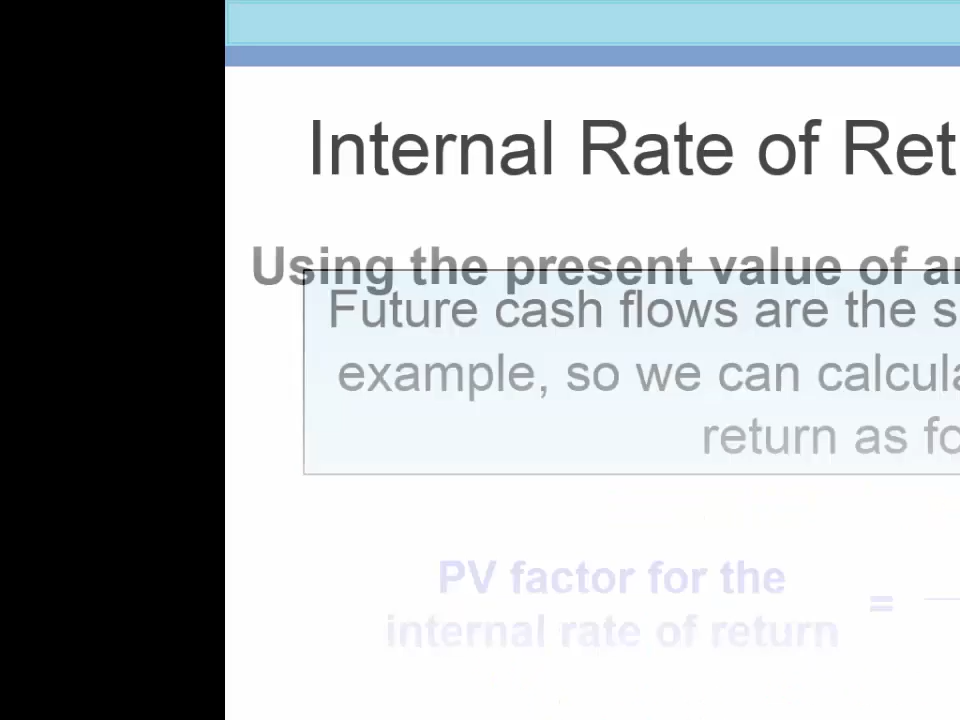 Internal Rate of Ret
Using the present value of a
Future cash flows are the s
example, so we can calcula
return as fo
PV factor for the
internal rate of return
=